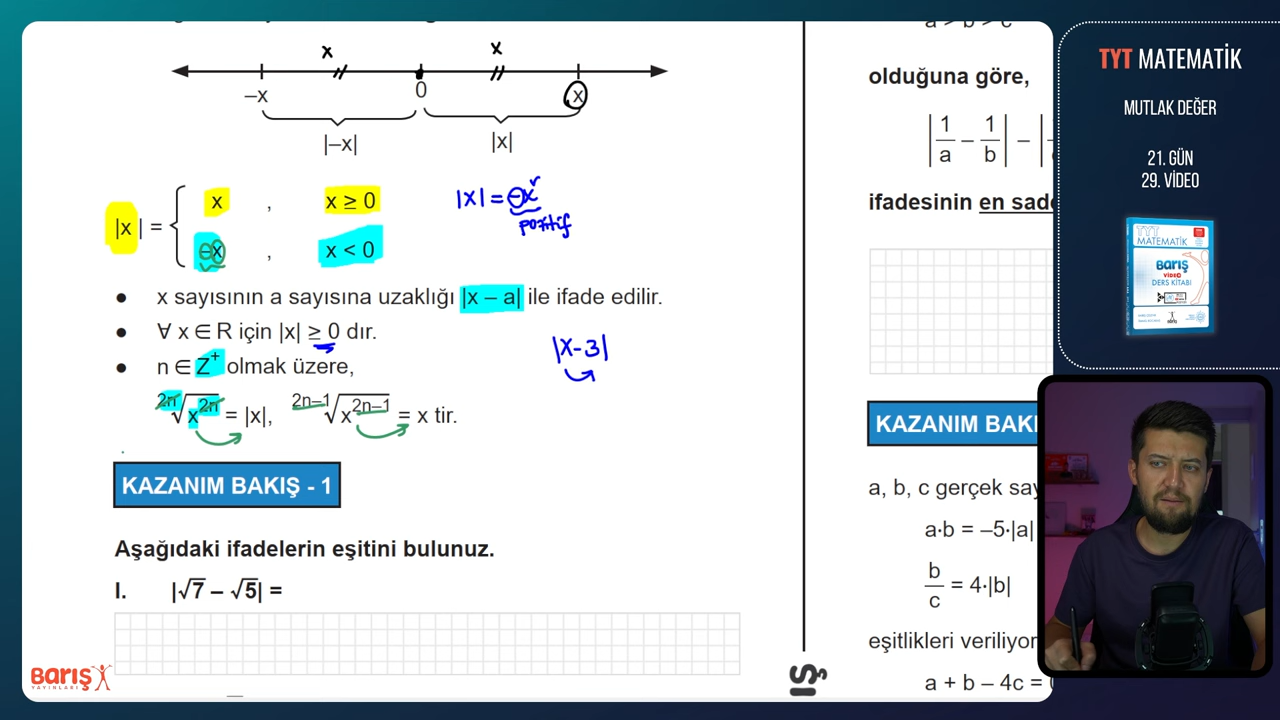 x x
–x 0 x
|–x| |x|
|x| = { x , x ≥ 0
–x , x < 0
|x| = –x
pozitif
• x sayısının a sayısına uzaklığı |x – a| ile ifade edilir.
• ∀ x ∈ R için |x| ≥ 0 dır.
• n ∈ Z⁺ olmak üzere,
|x-3|
²ⁿ√x²ⁿ = |x|, ²ⁿ⁻¹√x²ⁿ⁻¹ = x tir.
KAZANIM BAKIŞ - 1
Aşağıdaki ifadelerin eşitini bulunuz.
I. |√7 – √5| =
BARIŞ
YAYINLARI
a > b > c
olduğuna göre,
|1/a – 1/b| – |
ifadesinin en sad
KAZANIM BAKI
a, b, c gerçek say
a·b = –5·|a|
b/c = 4·|b|
eşitlikleri veriliyor
a + b – 4c =
TYT MATEMATİK
MUTLAK DEĞER
21. GÜN
29. VİDEO
TYT
MATEMATİK
BARIŞ
VİDEO
DERS KİTABI